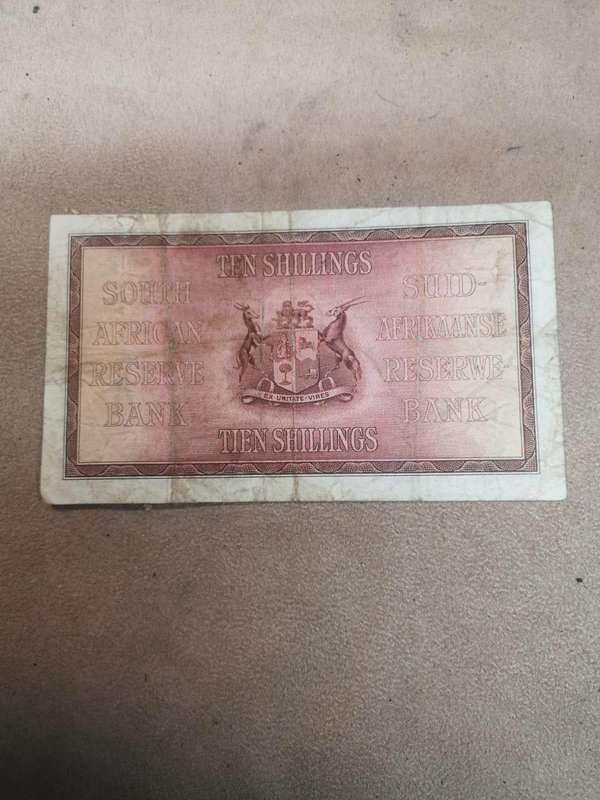 TEN SHILLINGS
SOUTH
AFRICAN
RESERVE
BANK
SUID-
AFRIKAANSE
RESERWE-
BANK
EX·UNITATE·VIRES
TIEN SHILLINGS